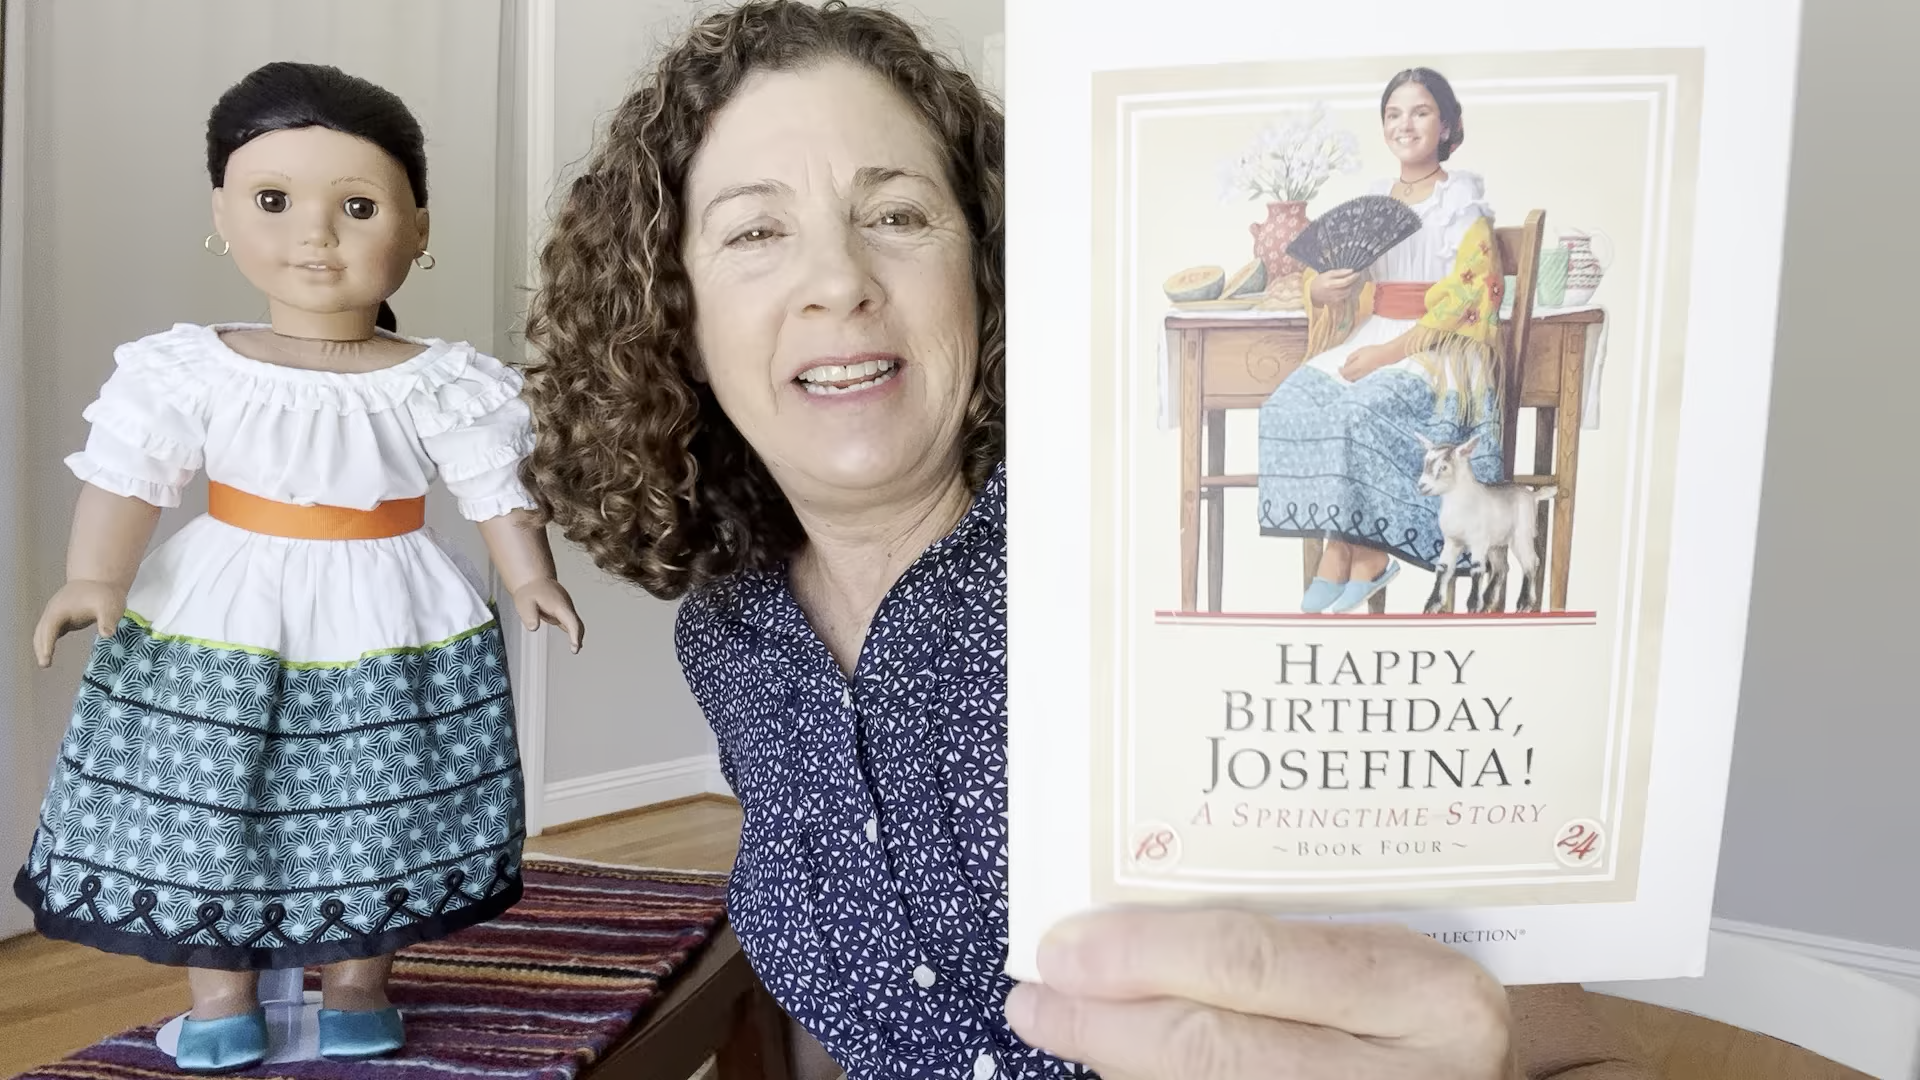 HAPPY
BIRTHDAY,
JOSEFINA!
A SPRINGTIME STORY
18
24
~ BOOK FOUR ~